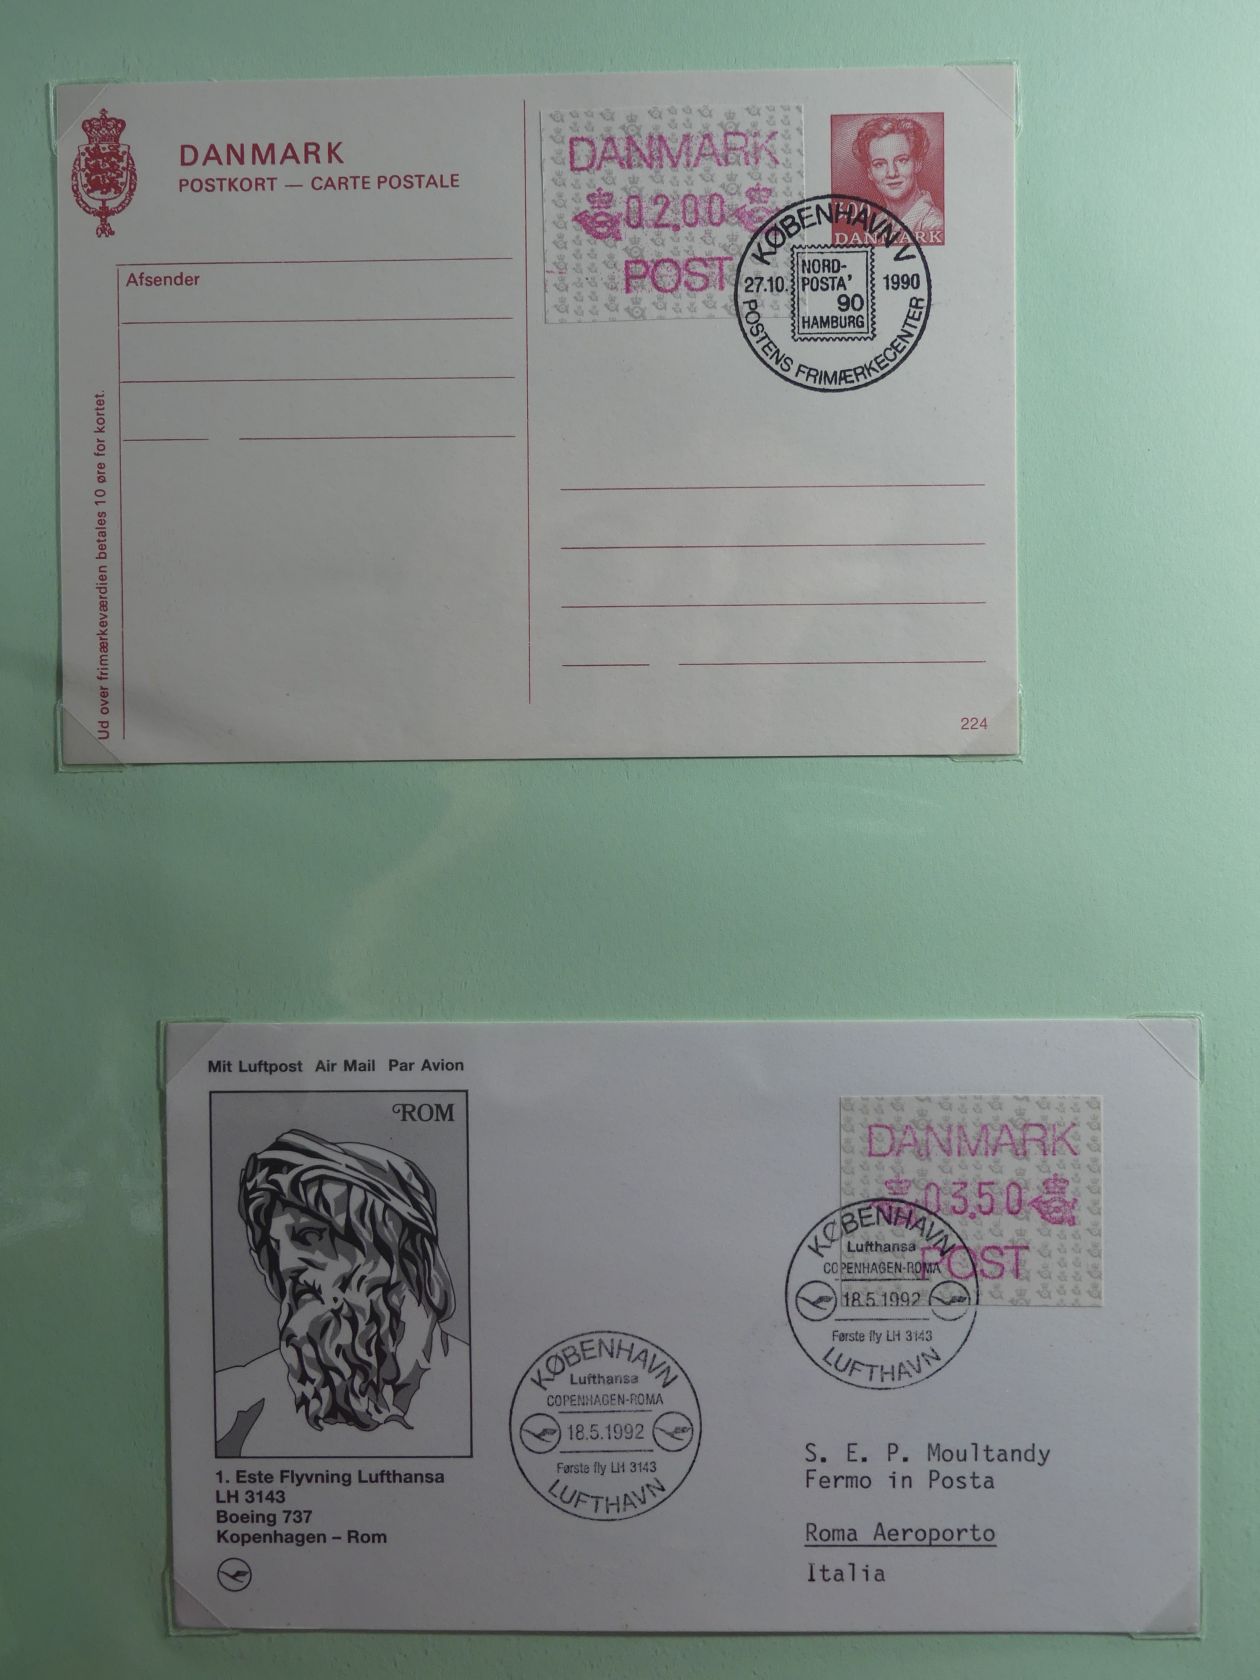 DANMARK
POSTKORT — CARTE POSTALE
Afsender
Ud over frimærkeværdien betales 10 øre for kortet.
DANMARK
02.00
POST
DANMARK
KØBENHAVN V
27.10. 1990
NORD-
POSTA'
90
HAMBURG
POSTENS FRIMÆRKECENTER
224
Mit Luftpost Air Mail Par Avion
ROM
1. Este Flyvning Lufthansa
LH 3143
Boeing 737
Kopenhagen – Rom
KØBENHAVN
Lufthansa
COPENHAGEN-ROMA
18.5.1992
Første fly LH 3143
LUFTHAVN
DANMARK
03.50
POST
KØBENHAVN
Lufthansa
COPENHAGEN-ROMA
18.5.1992
Første fly LH 3143
LUFTHAVN
S. E. P. Moultandy
Fermo in Posta
Roma Aeroporto
Italia